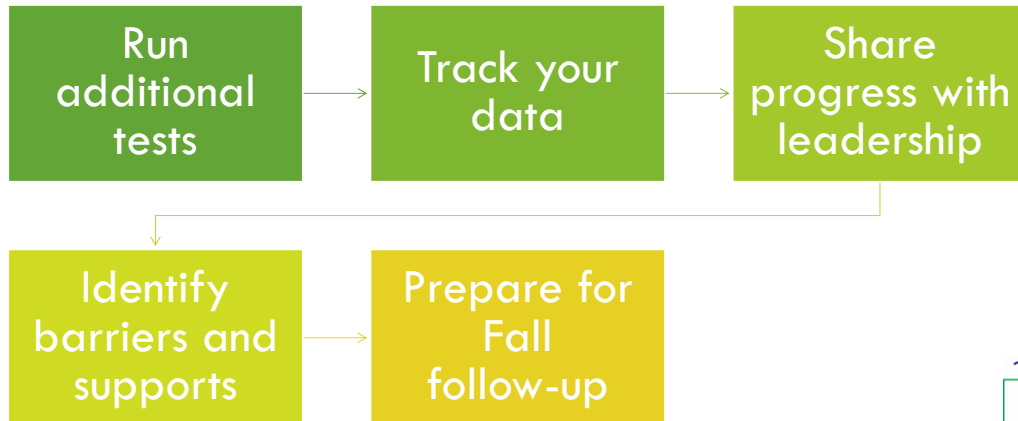 Run
additional
tests
Track your
data
Share
progress with
leadership
Identify
barriers and
supports
Prepare for
Fall
follow-up